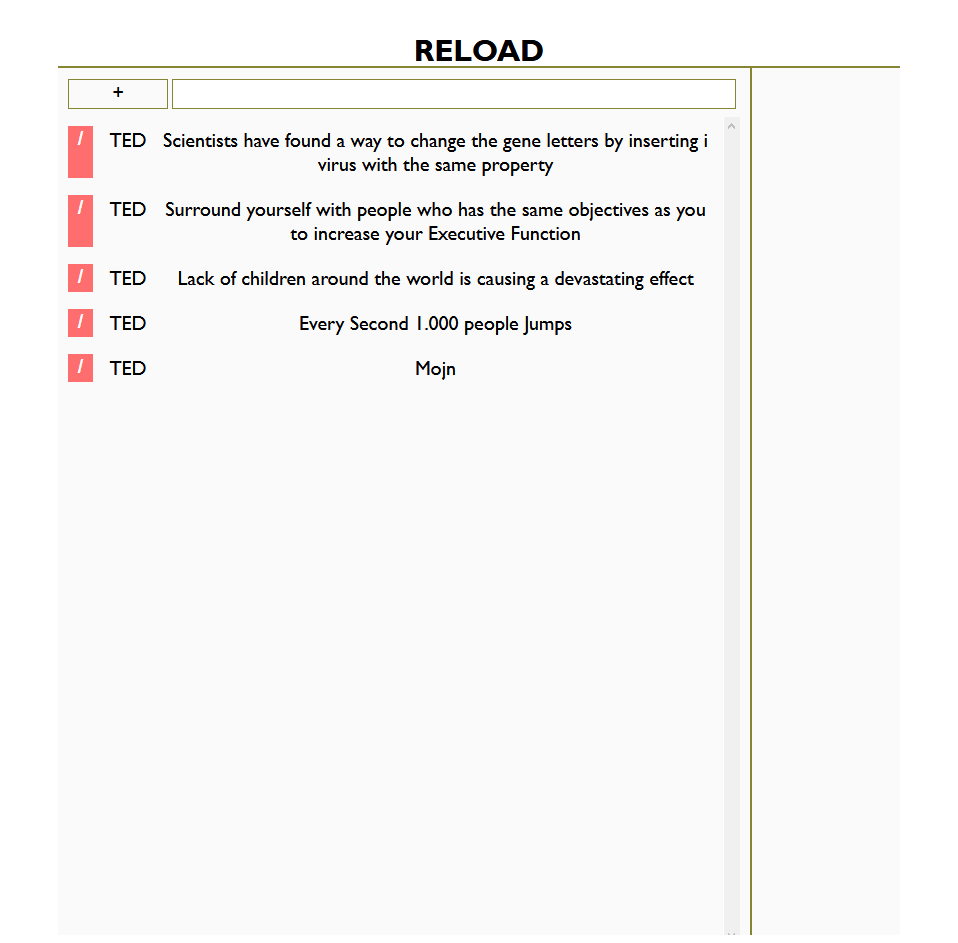 RELOAD
+
/ TED Scientists have found a way to change the gene letters by inserting i
virus with the same property
/ TED Surround yourself with people who has the same objectives as you
to increase your Executive Function
/ TED Lack of children around the world is causing a devastating effect
/ TED Every Second 1.000 people Jumps
/ TED Mojn